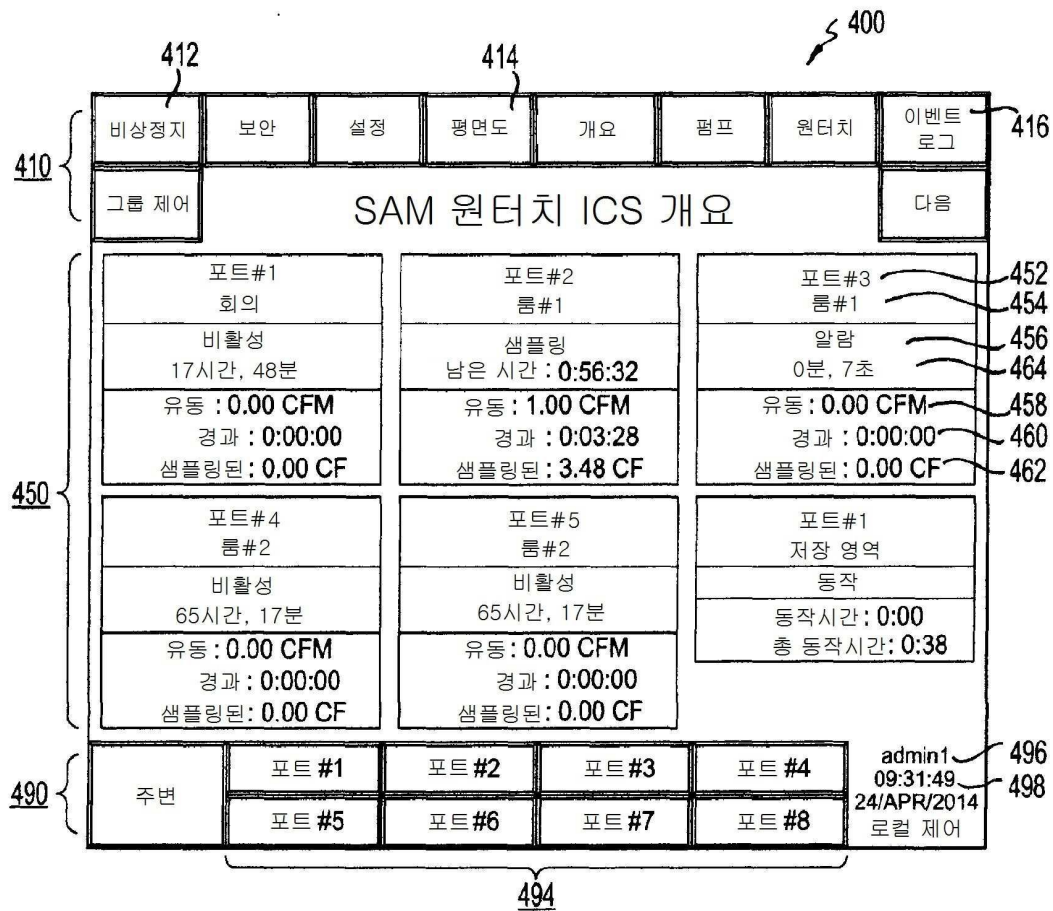 400
412
414
비상정지 보안 설정 평면도 개요 펌프 원터치 이벤트
로그
416
410
그룹 제어
SAM 원터치 ICS 개요
다음
포트#1
회의
비활성
17시간, 48분
유동 : 0.00 CFM
경과 : 0:00:00
샘플링된 : 0.00 CF
포트#2
룸#1
샘플링
남은 시간 : 0:56:32
유동 : 1.00 CFM
경과 : 0:03:28
샘플링된 : 3.48 CF
포트#3
룸#1
알람
0분, 7초
유동 : 0.00 CFM
경과 : 0:00:00
샘플링된 : 0.00 CF
452
454
456
464
458
460
462
450
포트#4
룸#2
비활성
65시간, 17분
유동 : 0.00 CFM
경과 : 0:00:00
샘플링된: 0.00 CF
포트#5
룸#2
비활성
65시간, 17분
유동 : 0.00 CFM
경과 : 0:00:00
샘플링된: 0.00 CF
포트#1
저장 영역
동작
동작시간 : 0:00
총 동작시간: 0:38
490
주변
포트 #1 포트 #2 포트 #3 포트 #4
포트 #5 포트 #6 포트 #7 포트 #8
admin1
09:31:49
24/APR/2014
로컬 제어
496
498
494